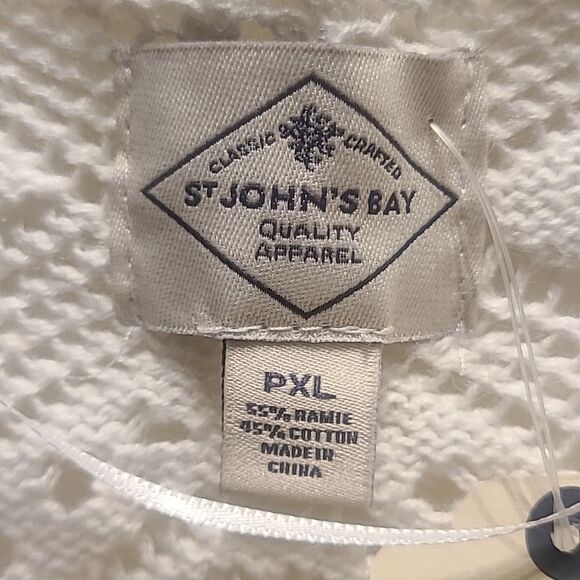 CLASSIC & CRAFTED
ST JOHN'S BAY
QUALITY
APPAREL
PXL
55% RAMIE
45% COTTON
MADE IN
CHINA